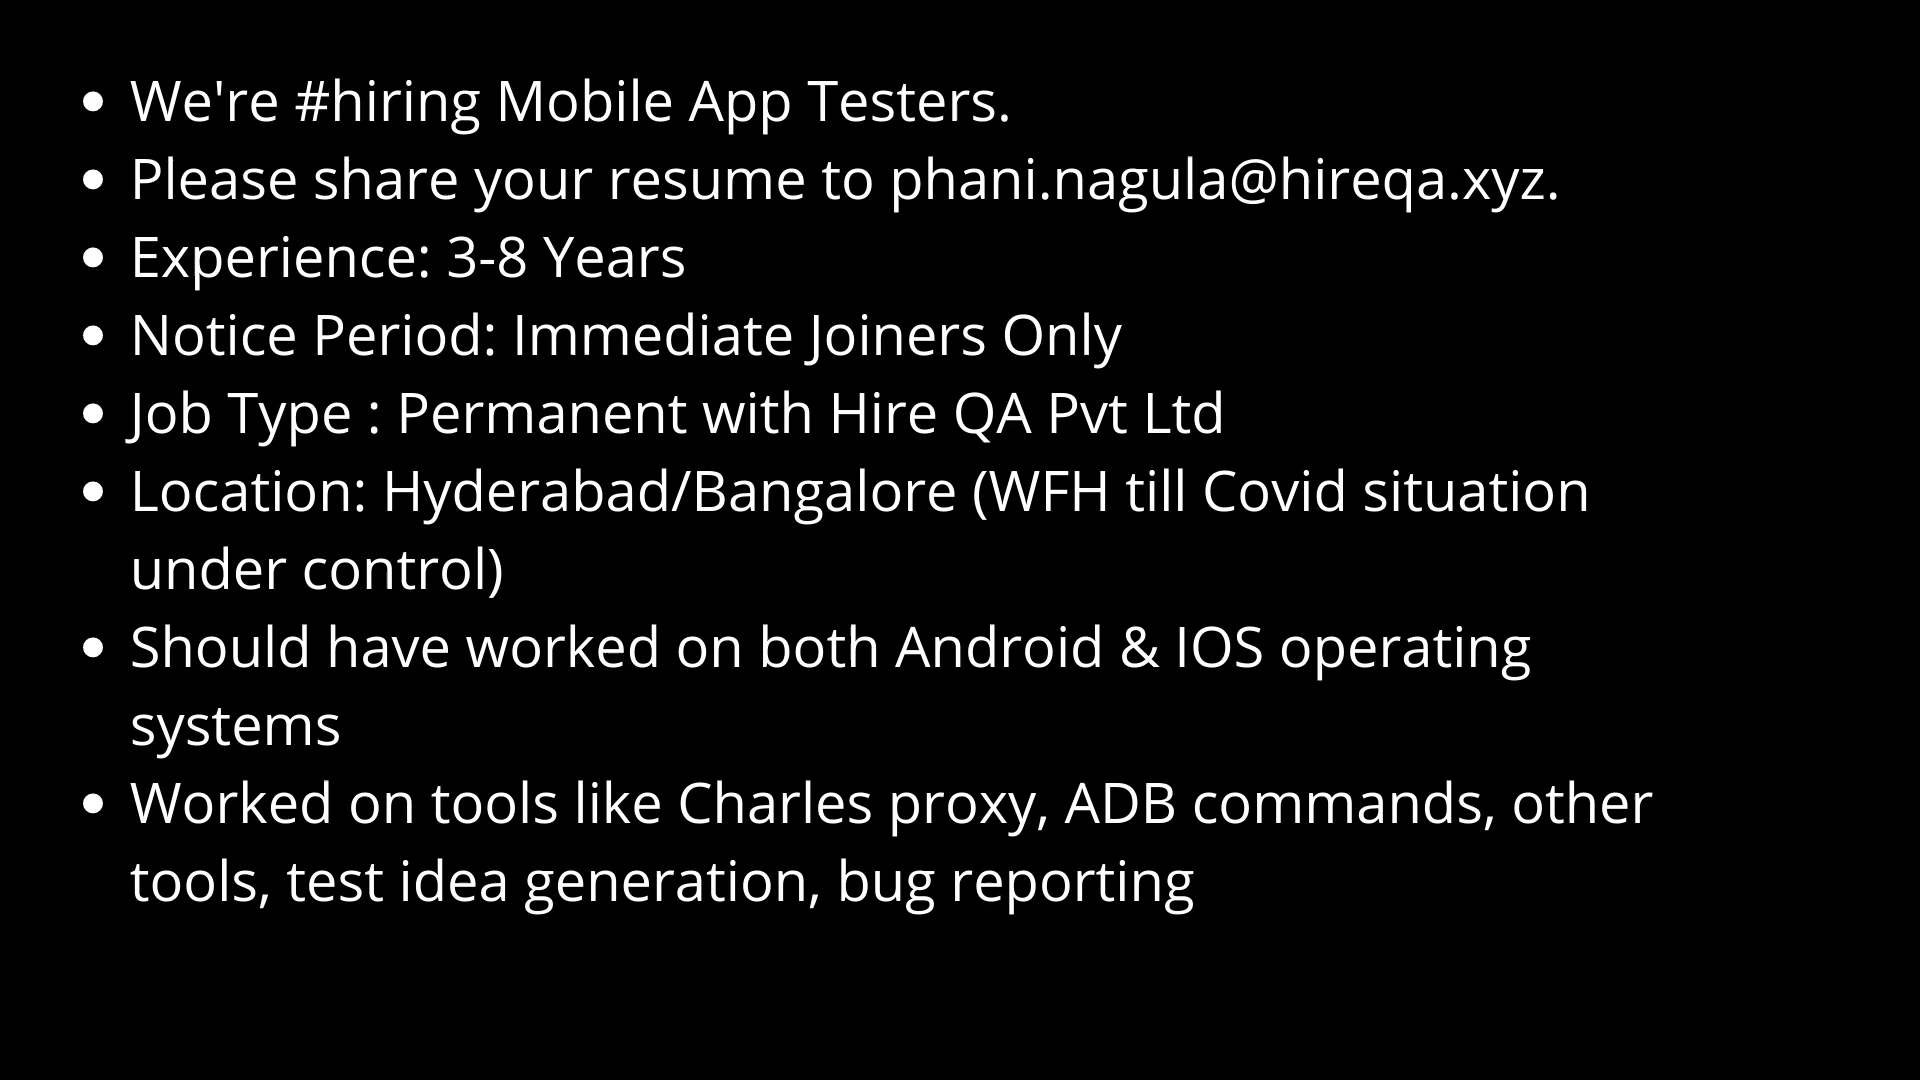 We're #hiring Mobile App Testers.
Please share your resume to phani.nagula@hireqa.xyz.
Experience: 3-8 Years
Notice Period: Immediate Joiners Only
Job Type : Permanent with Hire QA Pvt Ltd
Location: Hyderabad/Bangalore (WFH till Covid situation
under control)
Should have worked on both Android & IOS operating
systems
Worked on tools like Charles proxy, ADB commands, other
tools, test idea generation, bug reporting